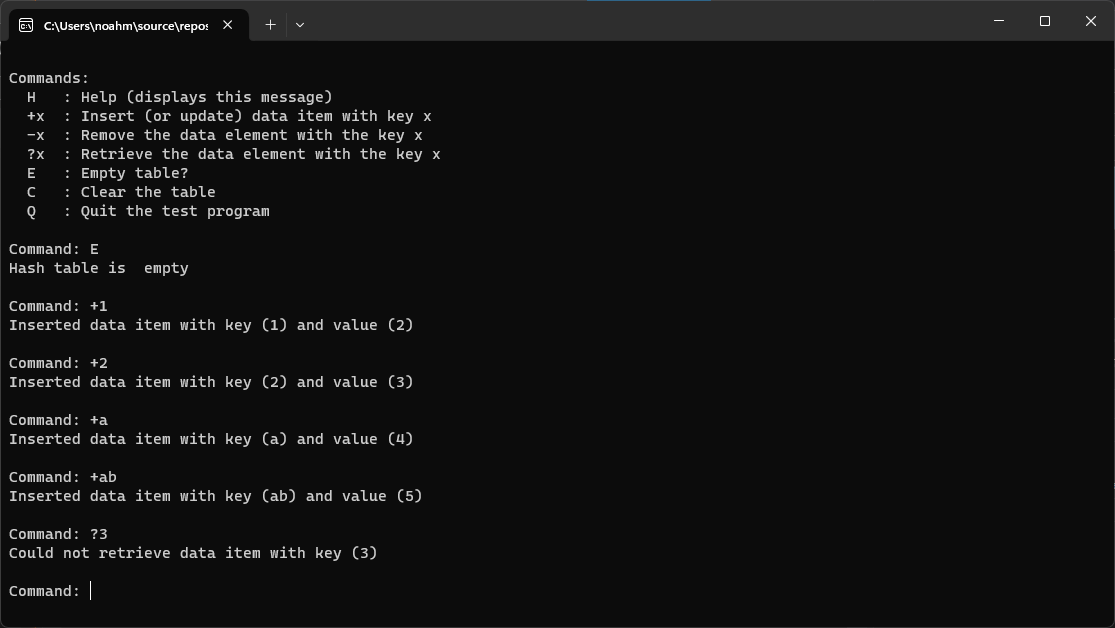 C:\Users\noahm\source\repos
Commands:
  H   : Help (displays this message)
  +x  : Insert (or update) data item with key x
  -x  : Remove the data element with the key x
  ?x  : Retrieve the data element with the key x
  E   : Empty table?
  C   : Clear the table
  Q   : Quit the test program
Command: E
Hash table is  empty
Command: +1
Inserted data item with key (1) and value (2)
Command: +2
Inserted data item with key (2) and value (3)
Command: +a
Inserted data item with key (a) and value (4)
Command: +ab
Inserted data item with key (ab) and value (5)
Command: ?3
Could not retrieve data item with key (3)
Command: